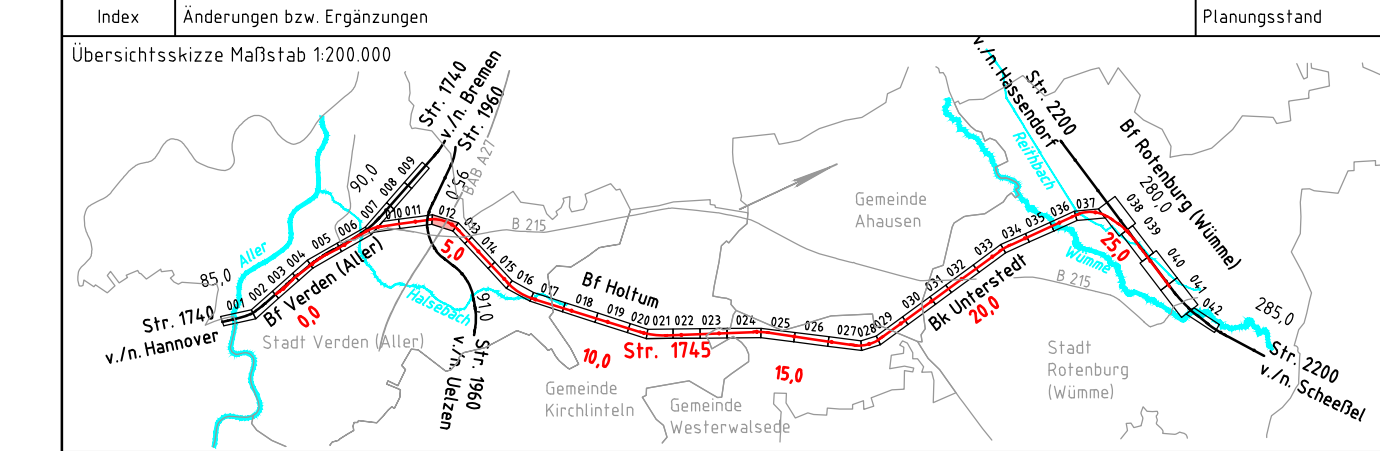 Index
Änderungen bzw. Ergänzungen
Planungsstand
Übersichtsskizze Maßstab 1:200.000
Str. 1740
v./n. Bremen
Str. 1960
BAB A27
90,0
95,0
85,0
Aller
Str. 1740
v./n. Hannover
001
002
003
004
005
006
007
008
009
010
011
012
013
014
015
016
017
018
019
020
021
022
023
024
025
026
027
028
029
030
031
032
033
034
035
036
037
038
039
040
041
042
Bf Verden (Aller)
0,0
Stadt Verden (Aller)
5,0
Halsebach
91,0
Str. 1960
v./n. Uelzen
B 215
Bf Holtum
Str. 1745
10,0
15,0
Gemeinde
Kirchlinteln
Gemeinde
Westerwalsede
Gemeinde
Ahausen
Bk Unterstedt
20,0
v./n. Hassendorf
Str. 2200
Reithbach
Bf Rotenburg (Wümme)
280,0
25,0
Wümme
B 215
285,0
Stadt
Rotenburg
(Wümme)
Str. 2200
v./n. Scheeßel